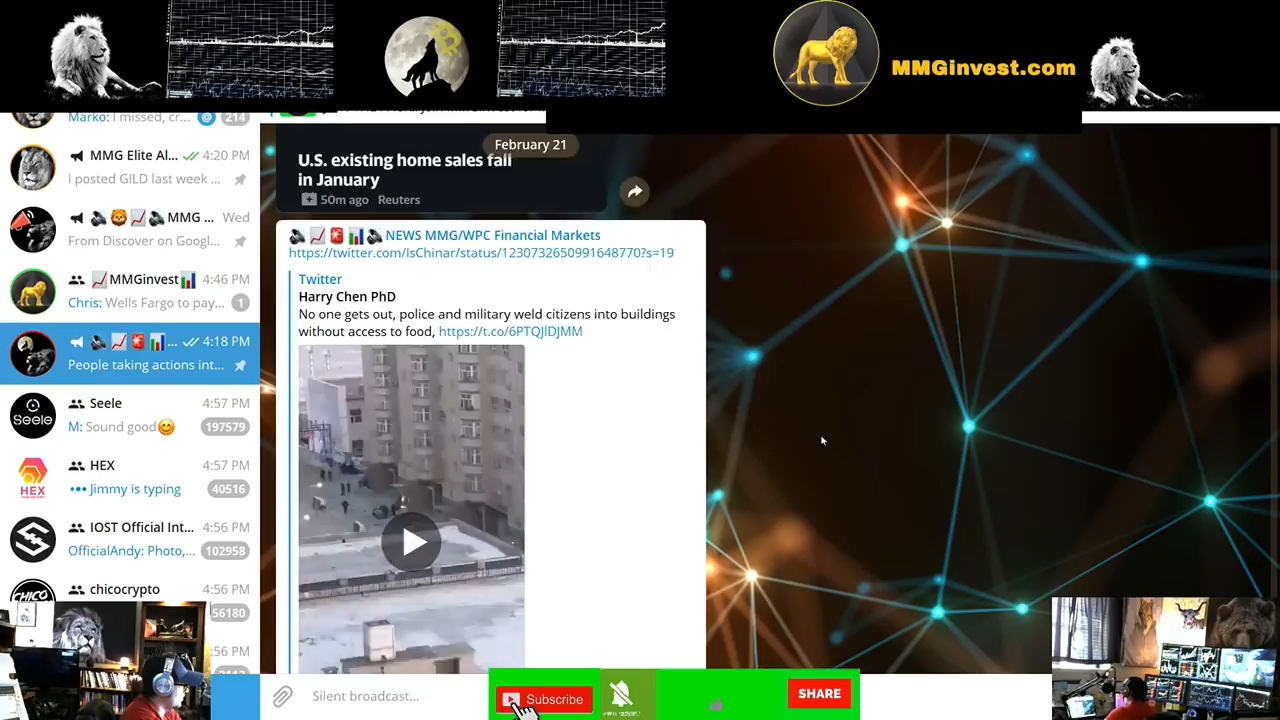 MMGinvest.com
Marko: I missed, cr...
@
214
MMG Elite Al...
4:20 PM
I posted GILD last week ...
MMG ...
Wed
From Discover on Googl...
MMGinvest
4:46 PM
Chris: Wells Fargo to pay...
1
...
4:18 PM
People taking actions int...
Seele
4:57 PM
Seele
M: Sound good
197579
HEX
4:57 PM
HEX
Jimmy is typing
40516
IOST Official Int...
4:56 PM
OfficialAndy: Photo,...
102958
chicocrypto
4:56 PM
CHICO
56180
:56 PM
February 21
U.S. existing home sales fall
in January
50m ago
Reuters
NEWS MMG/WPC Financial Markets
https://twitter.com/IsChinar/status/1230732650991648770?s=19
Twitter
Harry Chen PhD
No one gets out, police and military weld citizens into buildings
without access to food, https://t.co/6PTQJlDJMM
Silent broadcast...
Subscribe
SHARE